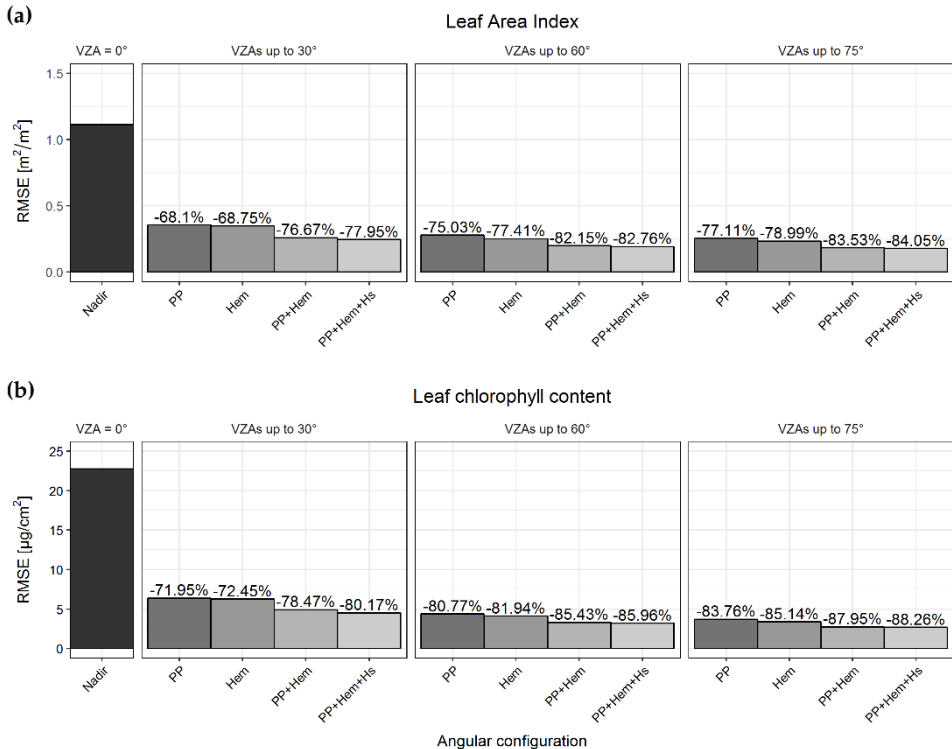 (a)
Leaf Area Index
VZA = 0° VZAs up to 30° VZAs up to 60° VZAs up to 75°
RMSE [m²/m²]
1.5
1.0
0.5
0.0
-68.1% -68.75% -76.67% -77.95% -75.03% -77.41% -82.15% -82.76% -77.11% -78.99% -83.53% -84.05%
Nadir PP Hem PP+Hem PP+Hem+Hs PP Hem PP+Hem PP+Hem+Hs PP Hem PP+Hem PP+Hem+Hs
(b)
Leaf chlorophyll content
VZA = 0° VZAs up to 30° VZAs up to 60° VZAs up to 75°
RMSE [µg/cm²]
25
20
15
10
5
0
-71.95% -72.45% -78.47% -80.17% -80.77% -81.94% -85.43% -85.96% -83.76% -85.14% -87.95% -88.26%
Nadir PP Hem PP+Hem PP+Hem+Hs PP Hem PP+Hem PP+Hem+Hs PP Hem PP+Hem PP+Hem+Hs
Angular configuration